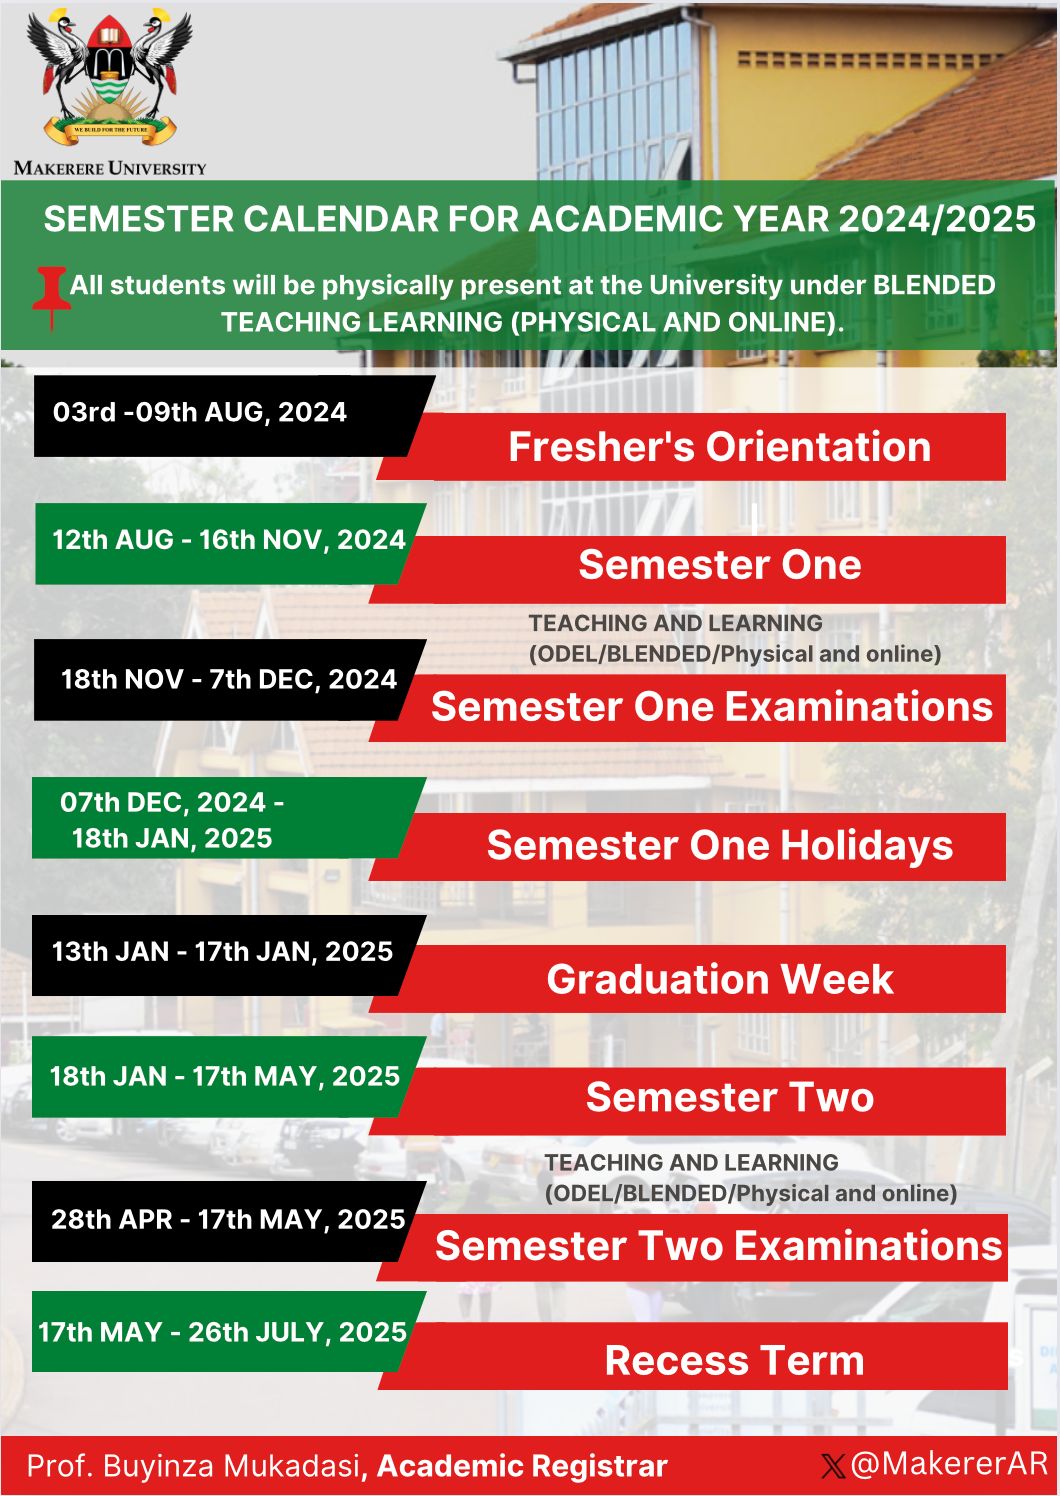 WE BUILD FOR THE FUTURE
MAKERERE UNIVERSITY
SEMESTER CALENDAR FOR ACADEMIC YEAR 2024/2025
All students will be physically present at the University under BLENDED
TEACHING LEARNING (PHYSICAL AND ONLINE).
03rd -09th AUG, 2024
Fresher's Orientation
12th AUG - 16th NOV, 2024
Semester One
TEACHING AND LEARNING
(ODEL/BLENDED/Physical and online)
18th NOV - 7th DEC, 2024
Semester One Examinations
07th DEC, 2024 -
18th JAN, 2025
Semester One Holidays
13th JAN - 17th JAN, 2025
Graduation Week
18th JAN - 17th MAY, 2025
Semester Two
TEACHING AND LEARNING
(ODEL/BLENDED/Physical and online)
28th APR - 17th MAY, 2025
Semester Two Examinations
17th MAY - 26th JULY, 2025
Recess Term
Prof. Buyinza Mukadasi, Academic Registrar
@MakererAR